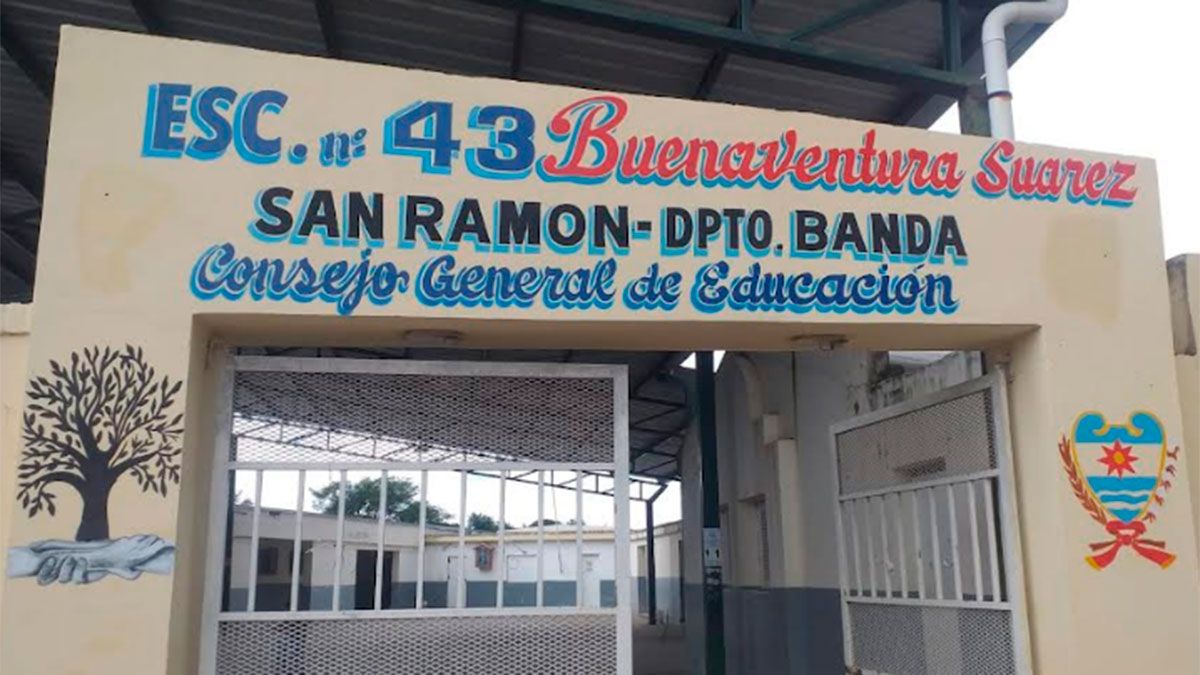 ESC. nº 43 Buenaventura Suarez
SAN RAMON- DPTO. BANDA
Consejo General de Educación